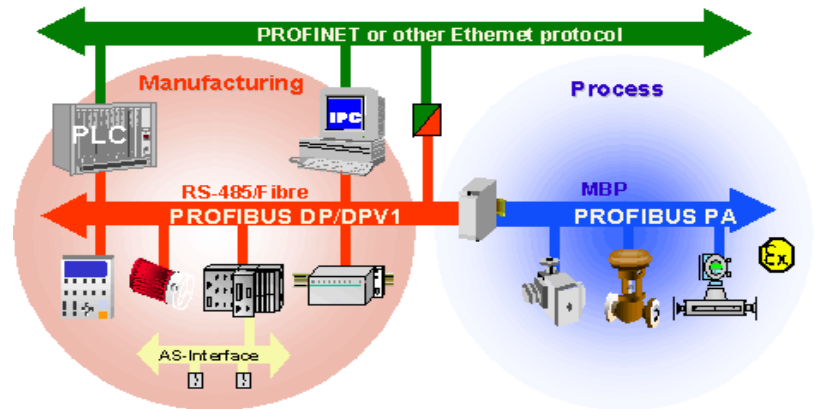 PROFINET or other Ethernet protocol
Manufacturing
Process
PLC
IPC
RS-485/Fibre
MBP
PROFIBUS DP/DPV1
PROFIBUS PA
Ex
AS-Interface